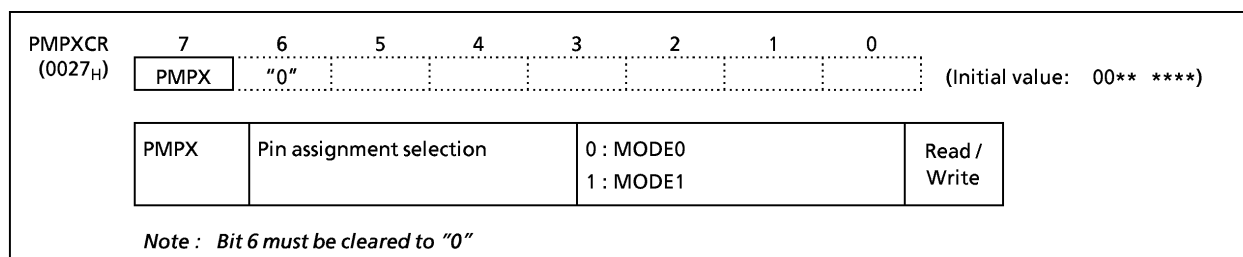 PMPXCR 7 6 5 4 3 2 1 0
(0027H) PMPX "0" (Initial value: 00** ****)
PMPX Pin assignment selection 0 : MODE0 Read /
1 : MODE1 Write
Note : Bit 6 must be cleared to "0"